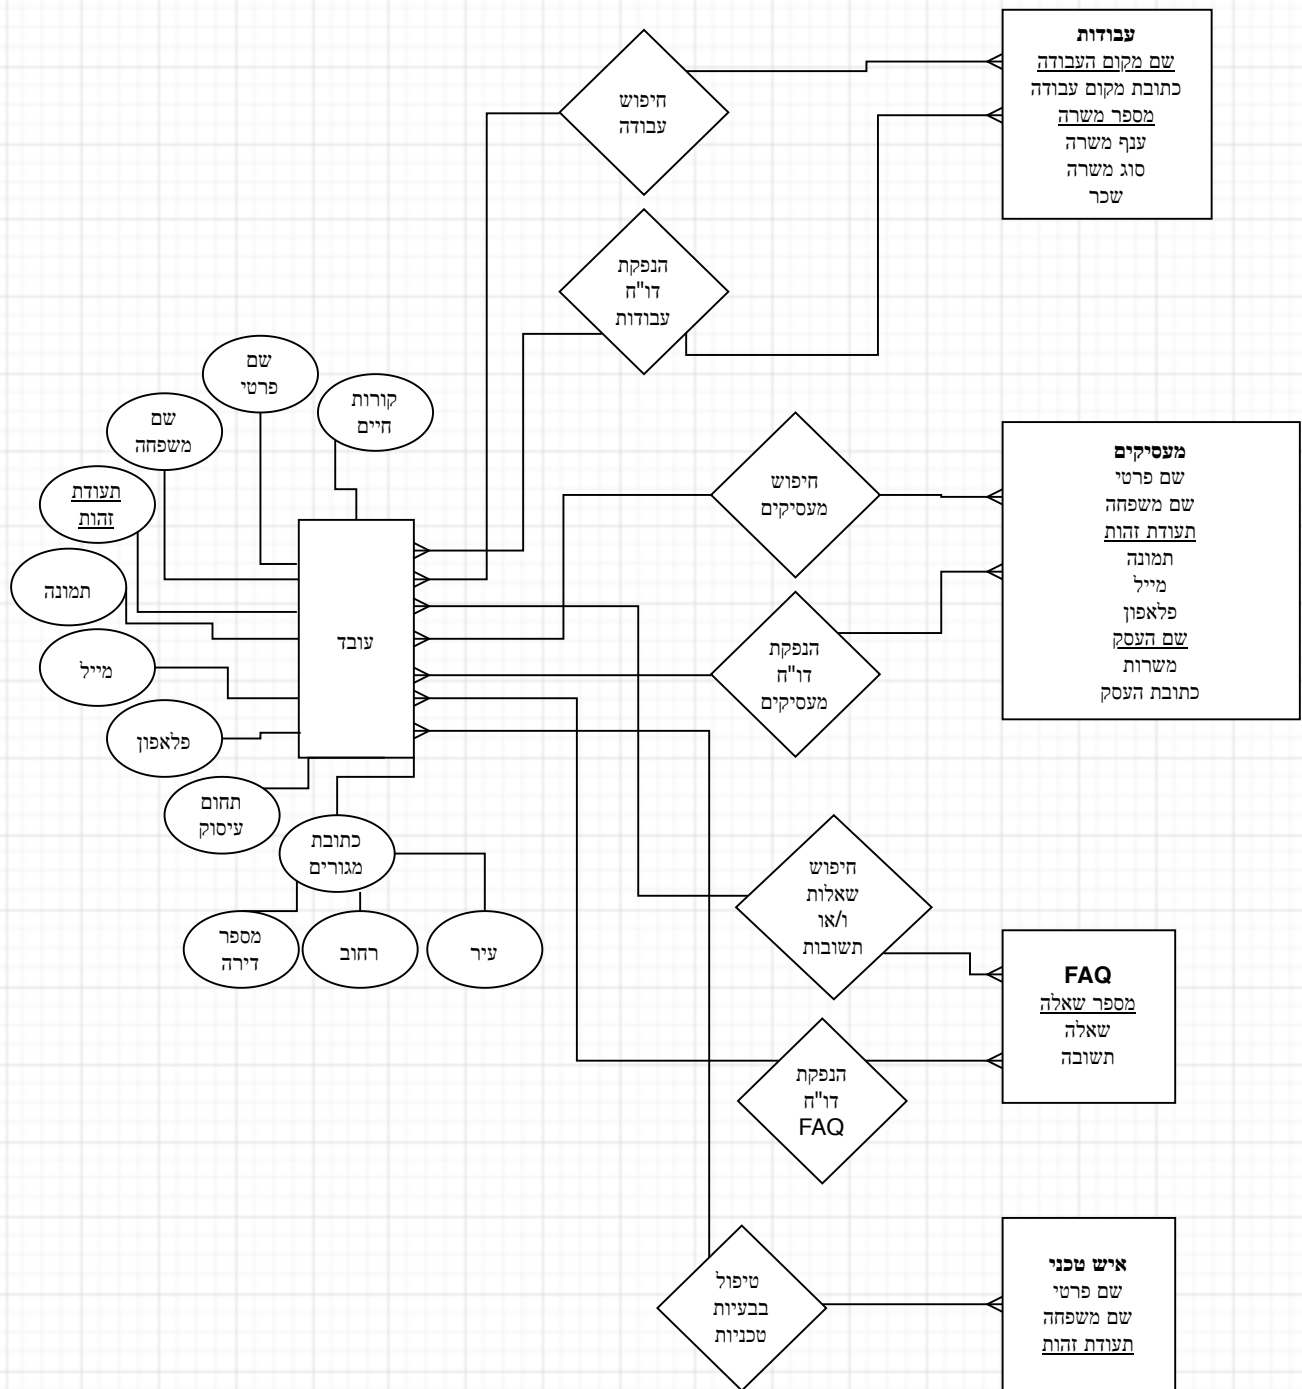 עבודות
שם מקום העבודה
כתובת מקום עבודה
מספר משרה
ענף משרה
סוג משרה
שכר
חיפוש
עבודה
הנפקת
דו"ח
עבודות
שם
פרטי
קורות
חיים
שם
משפחה
תעודת
זהות
תמונה
מייל
פלאפון
תחום
עיסוק
כתובת
מגורים
מספר
דירה
רחוב
עיר
עובד
חיפוש
מעסיקים
הנפקת
דו"ח
מעסיקים
מעסיקים
שם פרטי
שם משפחה
תעודת זהות
תמונה
מייל
פלאפון
שם העסק
משרות
כתובת העסק
חיפוש
שאלות
ו/או
תשובות
הנפקת
דו"ח
FAQ
FAQ
מספר שאלה
שאלה
תשובה
טיפול
בבעיות
טכניות
איש טכני
שם פרטי
שם משפחה
תעודת זהות